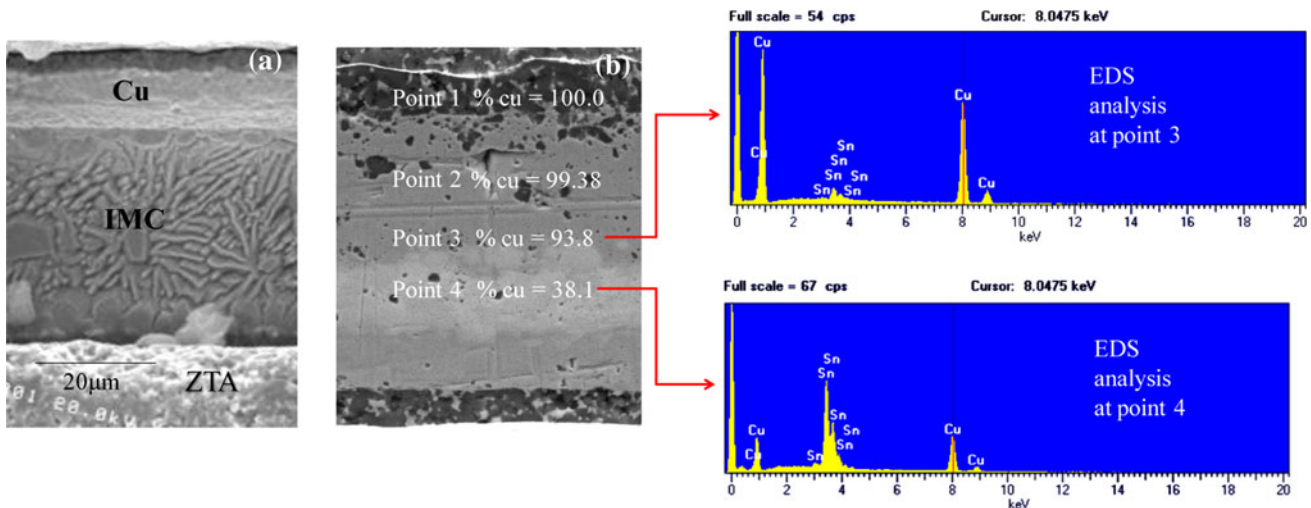 (a)
Cu
IMC
20µm
ZTA
01 20.0kv
(b)
Point 1 % cu = 100.0
Point 2 % cu = 99.38
Point 3 % cu = 93.8
Point 4 % cu = 38.1
Full scale = 54 cps Cursor: 8.0475 keV
Cu
Cu
Sn
Sn
Sn Sn
Sn Sn
Cu
Cu
EDS
analysis
at point 3
0 2 4 6 8 10 12 14 16 18 20
keV
Full scale = 67 cps Cursor: 8.0475 keV
Sn
Sn
Sn
Sn
Cu Sn Cu
Cu Sn Cu
EDS
analysis
at point 4
0 2 4 6 8 10 12 14 16 18 20
keV